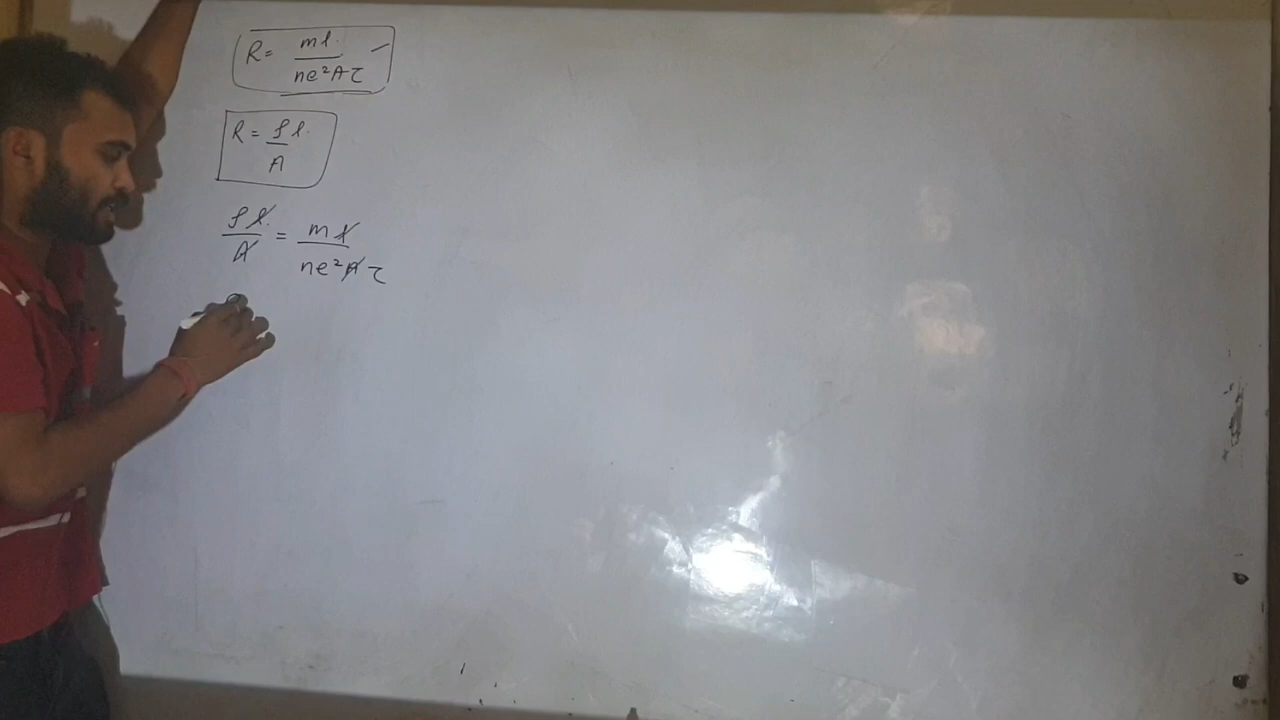 R = ml / ne²Aτ
R = ρl / A
ρl / A = ml / ne²Aτ